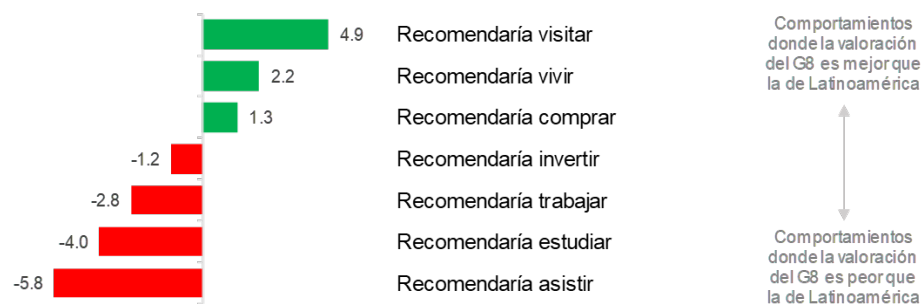 4.9 Recomendaría visitar
2.2 Recomendaría vivir
1.3 Recomendaría comprar
-1.2 Recomendaría invertir
-2.8 Recomendaría trabajar
-4.0 Recomendaría estudiar
-5.8 Recomendaría asistir
Comportamientos
donde la valoración
del G8 es mejor que
la de Latinoamérica
Comportamientos
donde la valoración
del G8 es peor que
la de Latinoamérica